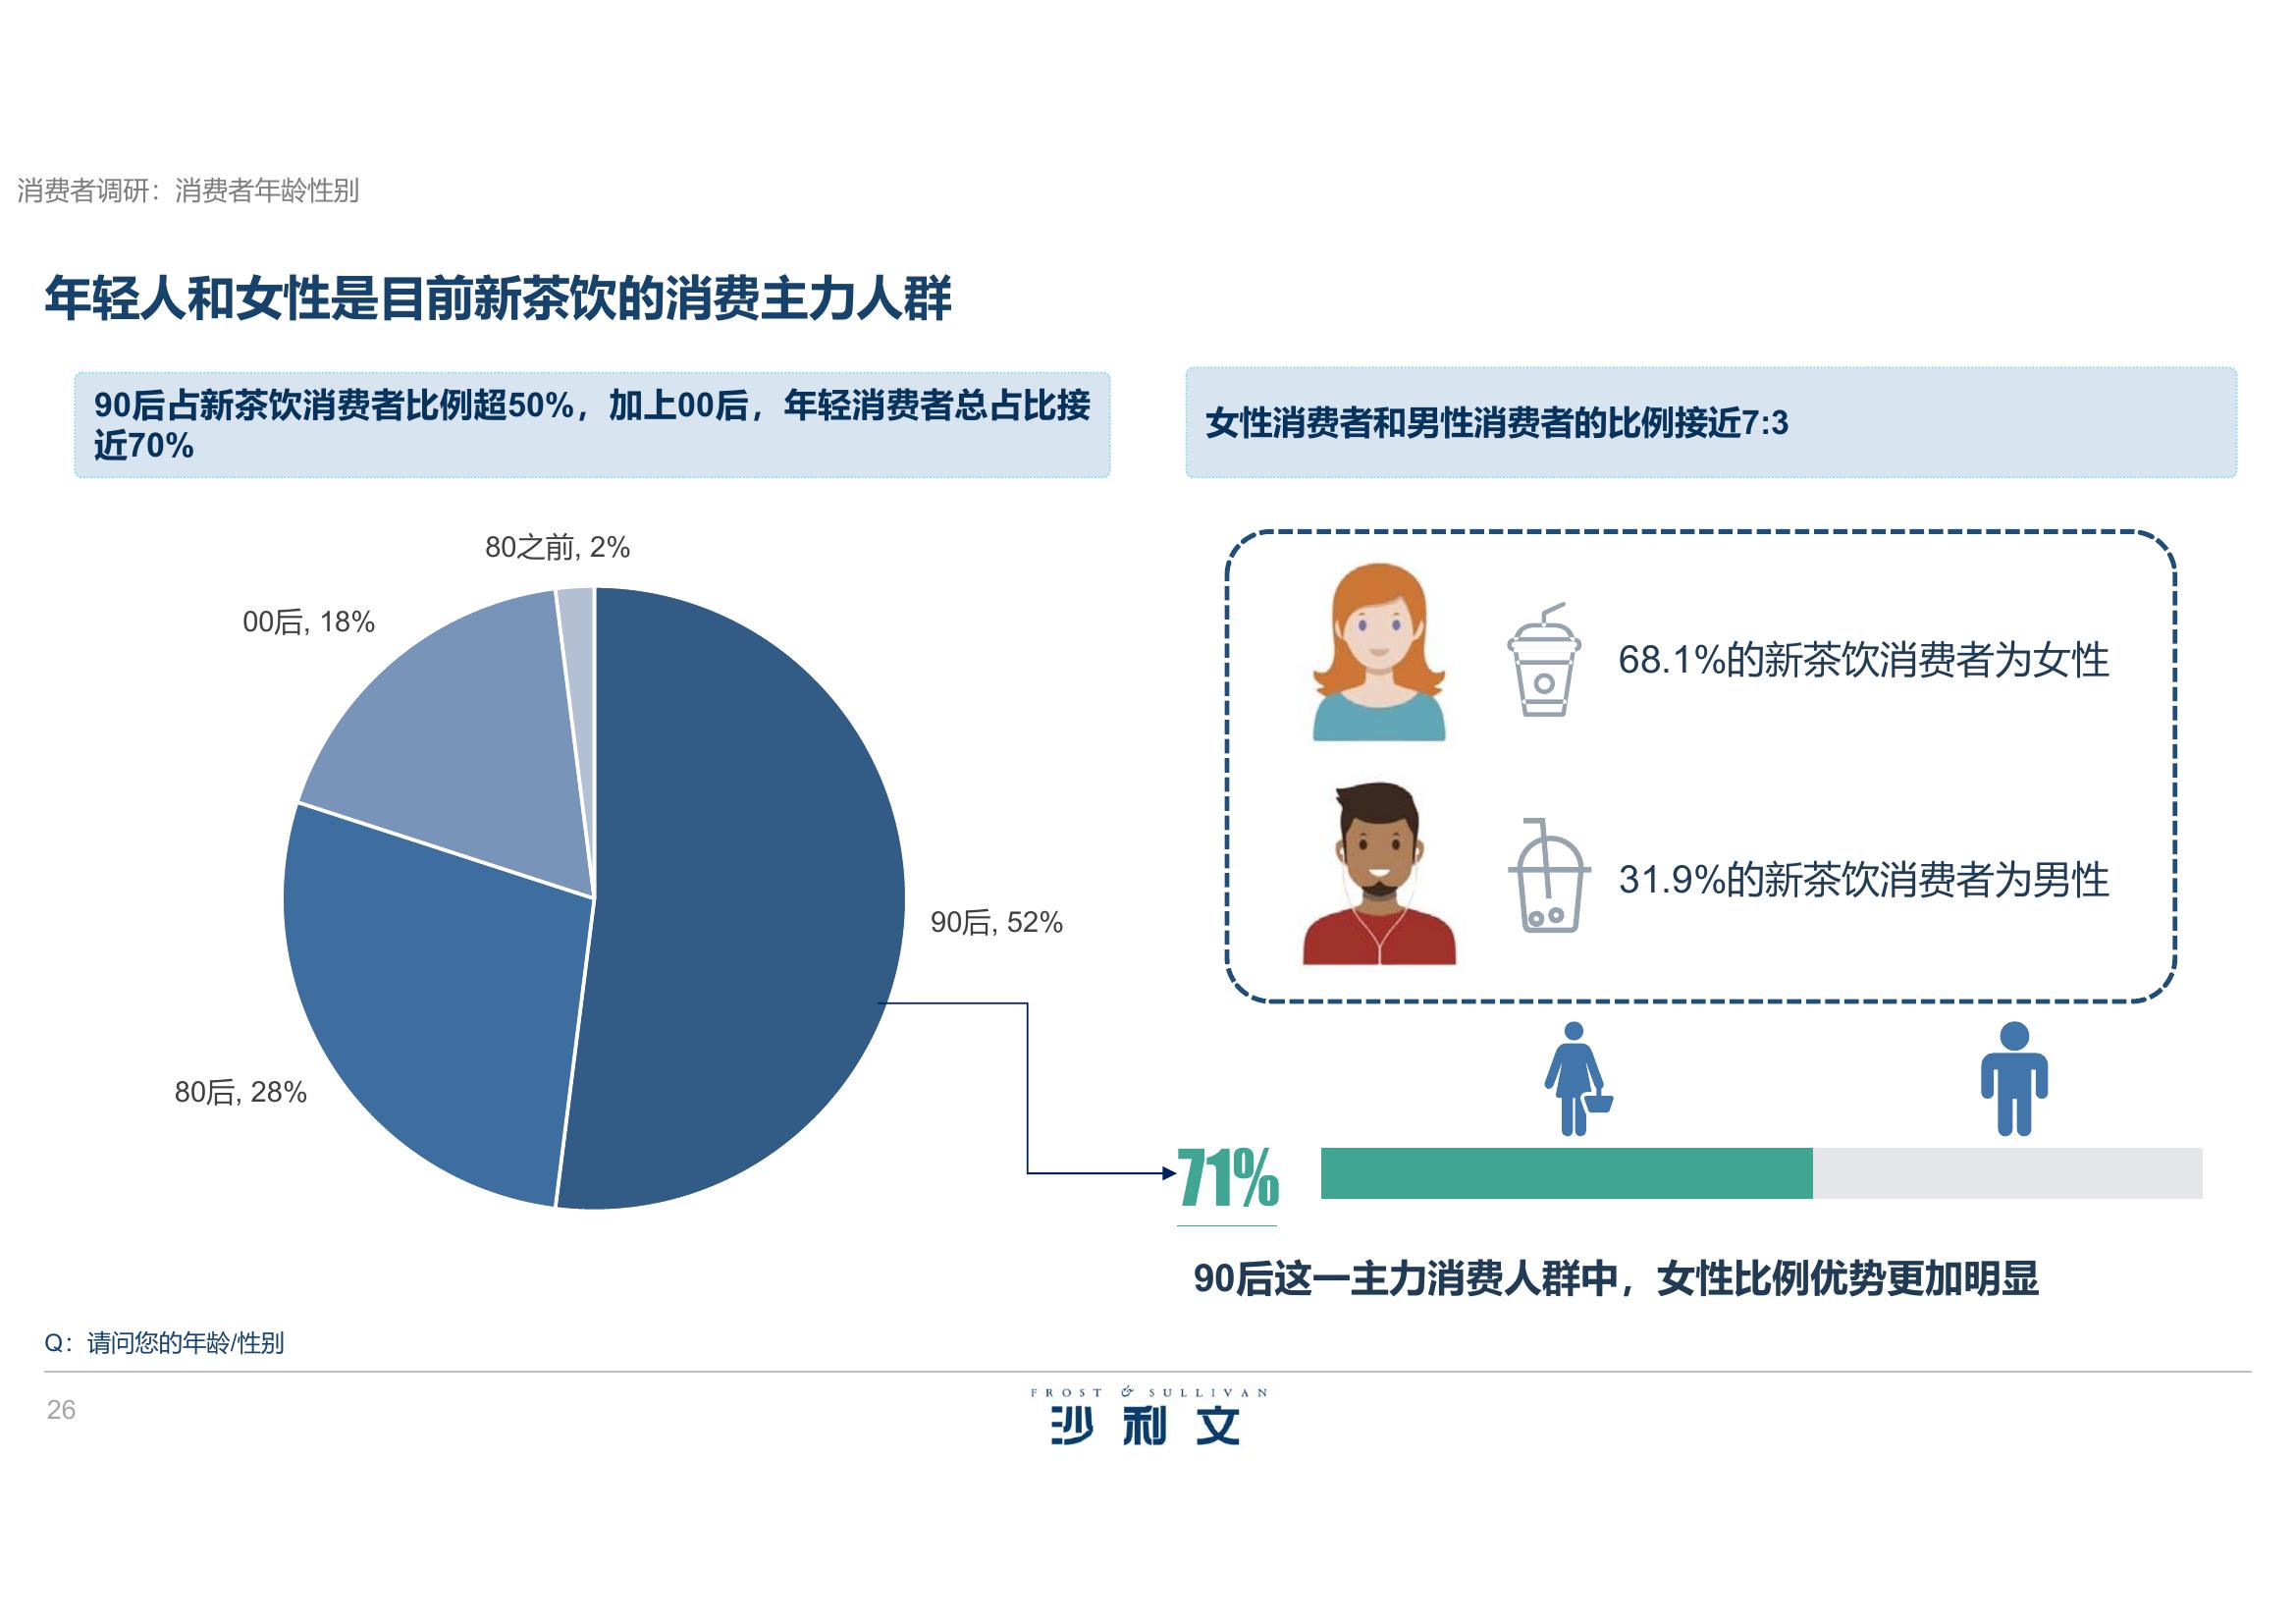 消费者调研：消费者年龄性别
年轻人和女性是目前新茶饮的消费主力人群
90后占新茶饮消费者比例超50%，加上00后，年轻消费者总占比接
近70%
女性消费者和男性消费者的比例接近7:3
80之前, 2%
00后, 18%
90后, 52%
80后, 28%
68.1%的新茶饮消费者为女性
31.9%的新茶饮消费者为男性
71%
90后这一主力消费人群中，女性比例优势更加明显
Q：请问您的年龄/性别
26
FROST & SULLIVAN
沙利文